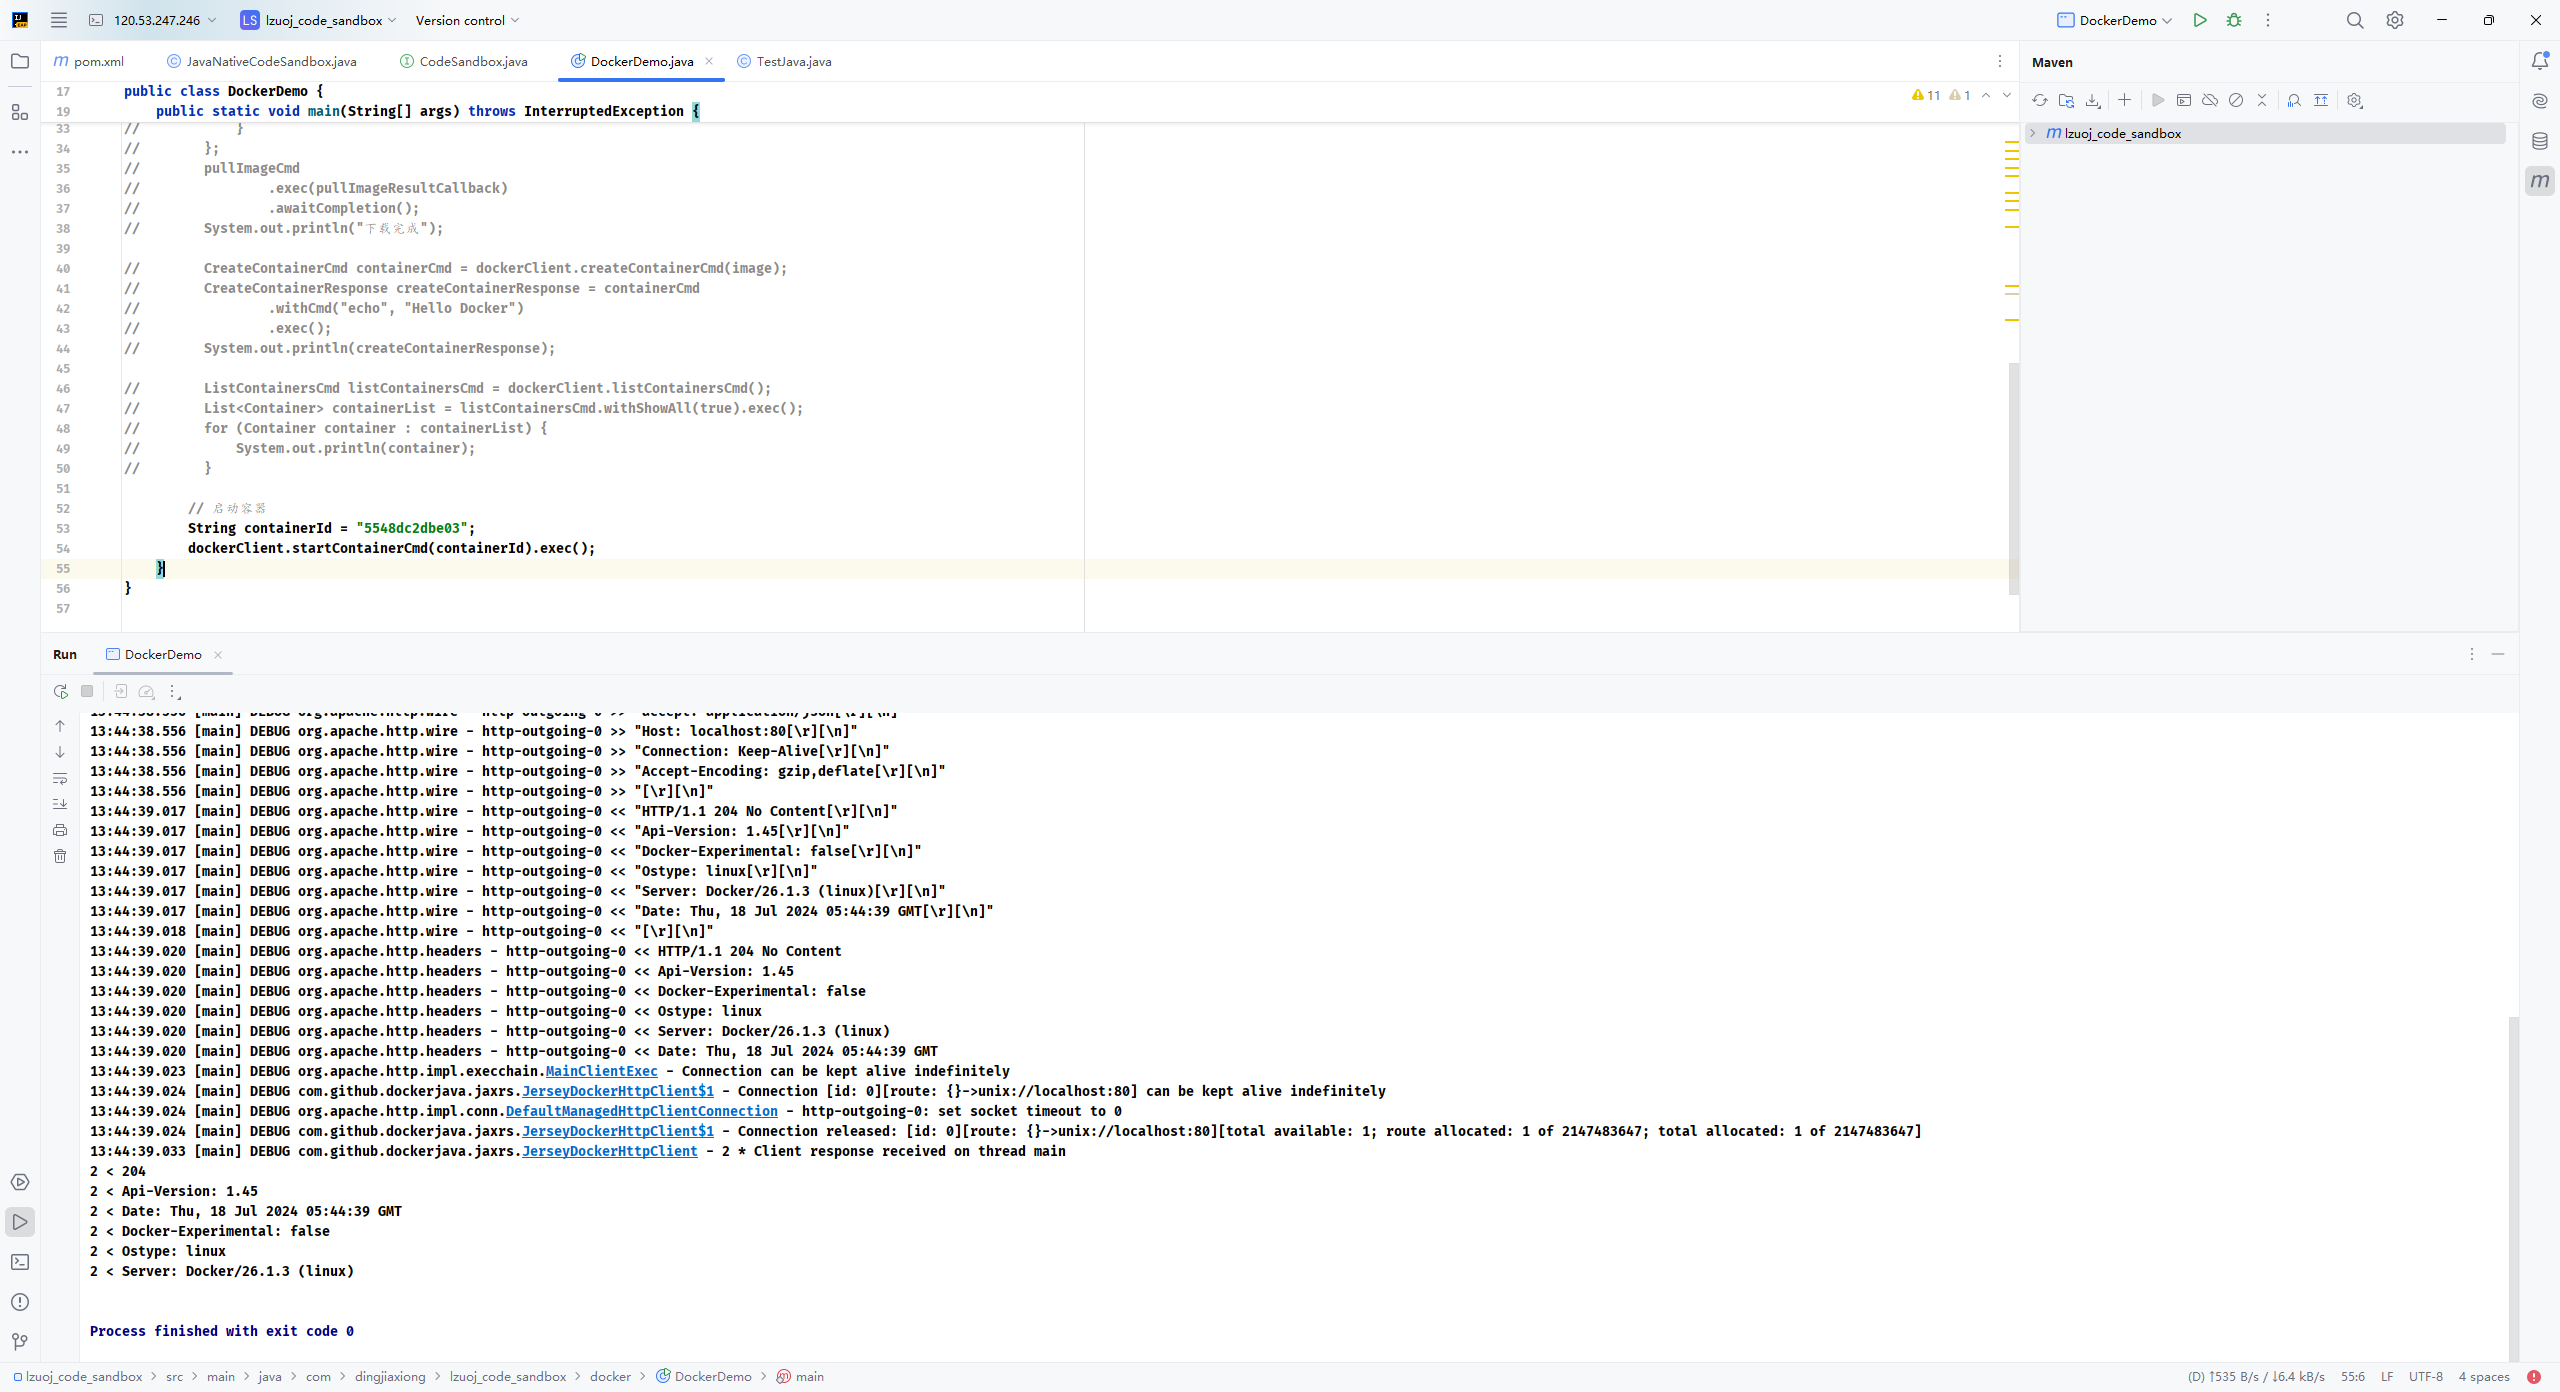 120.53.247.246
LS lzuoj_code_sandbox
Version control
DockerDemo
pom.xml
JavaNativeCodeSandbox.java
CodeSandbox.java
DockerDemo.java
TestJava.java
17 public class DockerDemo {
19 public static void main(String[] args) throws InterruptedException {
11 1
33 // }
34 // };
35 // pullImageCmd
36 // .exec(pullImageResultCallback)
37 // .awaitCompletion();
38 // System.out.println("下载完成");
39
40 // CreateContainerCmd containerCmd = dockerClient.createContainerCmd(image);
41 // CreateContainerResponse createContainerResponse = containerCmd
42 // .withCmd("echo", "Hello Docker")
43 // .exec();
44 // System.out.println(createContainerResponse);
45
46 // ListContainersCmd listContainersCmd = dockerClient.listContainersCmd();
47 // List<Container> containerList = listContainersCmd.withShowAll(true).exec();
48 // for (Container container : containerList) {
49 // System.out.println(container);
50 // }
51
52 // 启动容器
53 String containerId = "5548dc2dbe03";
54 dockerClient.startContainerCmd(containerId).exec();
55 }
56 }
57
Maven
lzuoj_code_sandbox
Run DockerDemo
13:44:38.556 [main] DEBUG org.apache.http.wire - http-outgoing-0 >> "accept: application/json[\r][\n]"
13:44:38.556 [main] DEBUG org.apache.http.wire - http-outgoing-0 >> "Host: localhost:80[\r][\n]"
13:44:38.556 [main] DEBUG org.apache.http.wire - http-outgoing-0 >> "Connection: Keep-Alive[\r][\n]"
13:44:38.556 [main] DEBUG org.apache.http.wire - http-outgoing-0 >> "Accept-Encoding: gzip,deflate[\r][\n]"
13:44:38.556 [main] DEBUG org.apache.http.wire - http-outgoing-0 >> "[\r][\n]"
13:44:39.017 [main] DEBUG org.apache.http.wire - http-outgoing-0 << "HTTP/1.1 204 No Content[\r][\n]"
13:44:39.017 [main] DEBUG org.apache.http.wire - http-outgoing-0 << "Api-Version: 1.45[\r][\n]"
13:44:39.017 [main] DEBUG org.apache.http.wire - http-outgoing-0 << "Docker-Experimental: false[\r][\n]"
13:44:39.017 [main] DEBUG org.apache.http.wire - http-outgoing-0 << "Ostype: linux[\r][\n]"
13:44:39.017 [main] DEBUG org.apache.http.wire - http-outgoing-0 << "Server: Docker/26.1.3 (linux)[\r][\n]"
13:44:39.017 [main] DEBUG org.apache.http.wire - http-outgoing-0 << "Date: Thu, 18 Jul 2024 05:44:39 GMT[\r][\n]"
13:44:39.018 [main] DEBUG org.apache.http.wire - http-outgoing-0 << "[\r][\n]"
13:44:39.020 [main] DEBUG org.apache.http.headers - http-outgoing-0 << HTTP/1.1 204 No Content
13:44:39.020 [main] DEBUG org.apache.http.headers - http-outgoing-0 << Api-Version: 1.45
13:44:39.020 [main] DEBUG org.apache.http.headers - http-outgoing-0 << Docker-Experimental: false
13:44:39.020 [main] DEBUG org.apache.http.headers - http-outgoing-0 << Ostype: linux
13:44:39.020 [main] DEBUG org.apache.http.headers - http-outgoing-0 << Server: Docker/26.1.3 (linux)
13:44:39.020 [main] DEBUG org.apache.http.headers - http-outgoing-0 << Date: Thu, 18 Jul 2024 05:44:39 GMT
13:44:39.023 [main] DEBUG org.apache.http.impl.execchain.MainClientExec - Connection can be kept alive indefinitely
13:44:39.024 [main] DEBUG com.github.dockerjava.jaxrs.JerseyDockerHttpClient$1 - Connection [id: 0][route: {}->unix://localhost:80] can be kept alive indefinitely
13:44:39.024 [main] DEBUG org.apache.http.impl.conn.DefaultManagedHttpClientConnection - http-outgoing-0: set socket timeout to 0
13:44:39.024 [main] DEBUG com.github.dockerjava.jaxrs.JerseyDockerHttpClient$1 - Connection released: [id: 0][route: {}->unix://localhost:80][total available: 1; route allocated: 1 of 2147483647; total allocated: 1 of 2147483647]
13:44:39.033 [main] DEBUG com.github.dockerjava.jaxrs.JerseyDockerHttpClient - 2 * Client response received on thread main
2 < 204
2 < Api-Version: 1.45
2 < Date: Thu, 18 Jul 2024 05:44:39 GMT
2 < Docker-Experimental: false
2 < Ostype: linux
2 < Server: Docker/26.1.3 (linux)
Process finished with exit code 0
lzuoj_code_sandbox > src > main > java > com > dingjiaxiong > lzuoj_code_sandbox > docker > DockerDemo > main
(D) ↑535 B/s / ↓6.4 kB/s 55:6 LF UTF-8 4 spaces